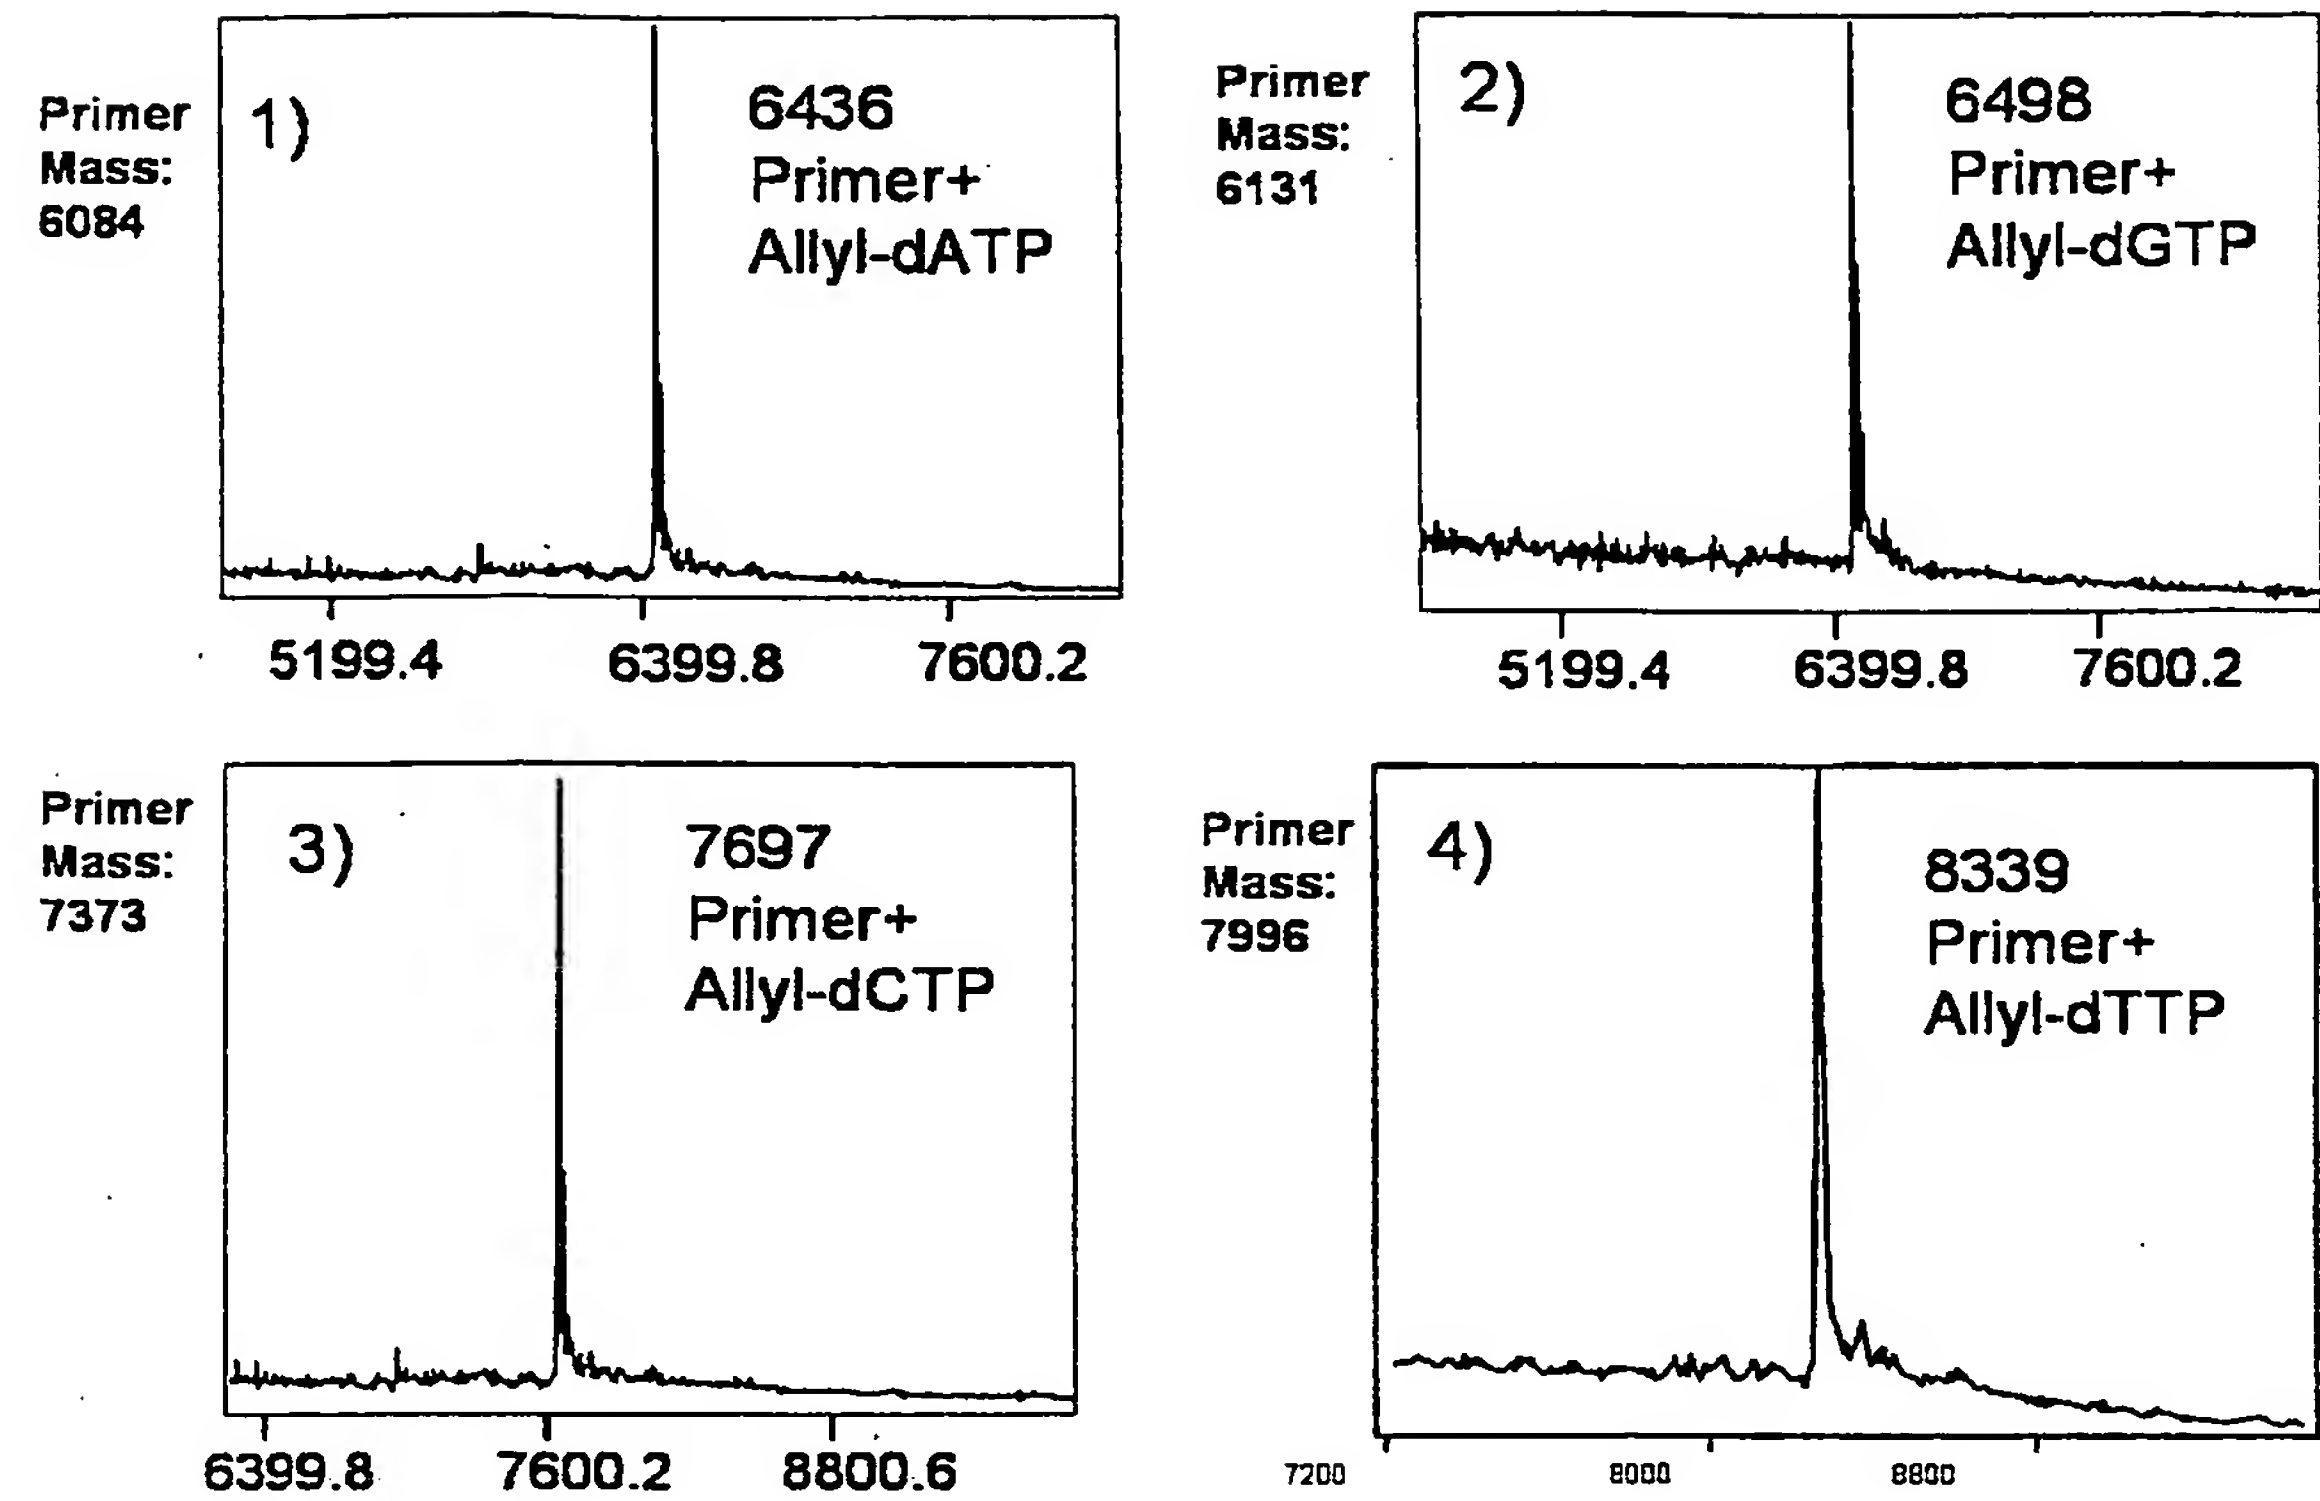 Primer
Mass:
6084
1)
6436
Primer+
Allyl-dATP
5199.4
6399.8
7600.2
Primer
Mass:
6131
2)
6498
Primer+
Allyl-dGTP
5199.4
6399.8
7600.2
Primer
Mass:
7373
3)
7697
Primer+
Allyl-dCTP
6399.8
7600.2
8800.6
Primer
Mass:
7996
4)
8339
Primer+
Allyl-dTTP
7200
8000
8800